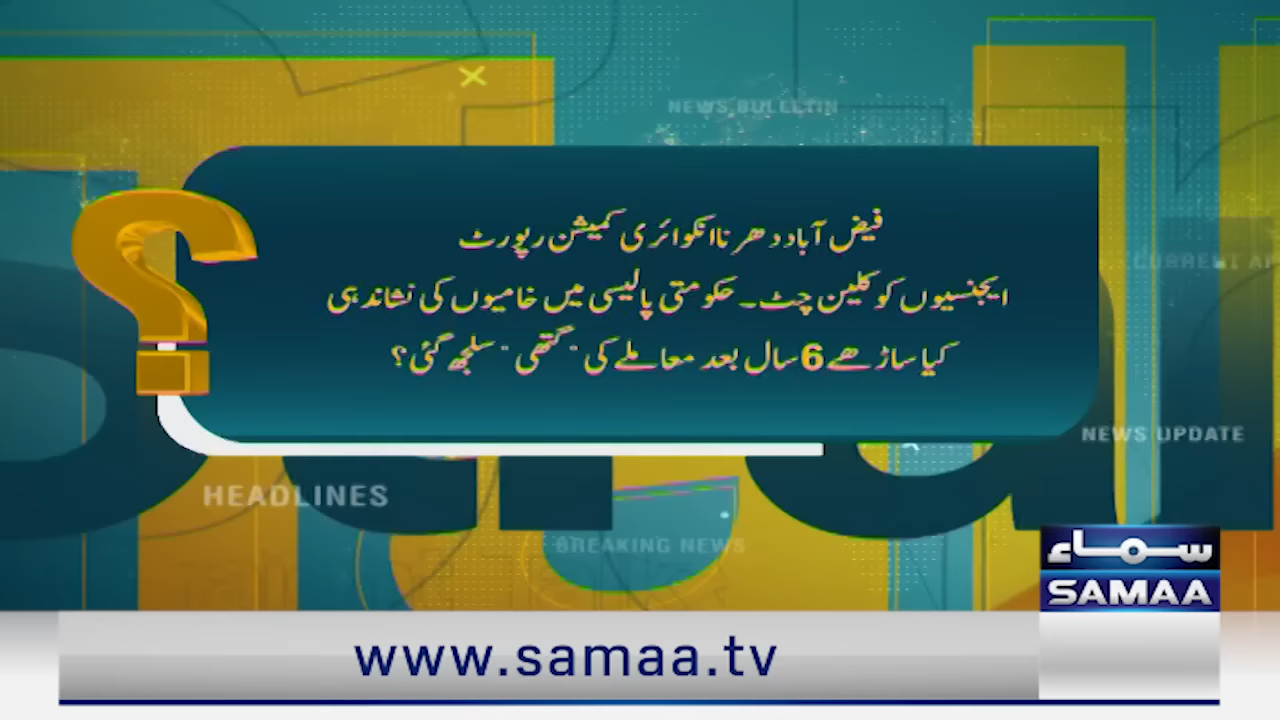 NEWS BULLETIN
فیض آباد دھرنا انکوائری کمیشن رپورٹ
ایجنسیوں کو کلین چٹ۔ حکومتی پالیسی میں خامیوں کی نشاندہی
کیا ساڑھے 6 سال بعد معاملے کی "گتھی" سلجھ گئی؟
CURRENT AF
NEWS UPDATE
HEADLINES
BREAKING NEWS
سماء
SAMAA
www.samaa.tv